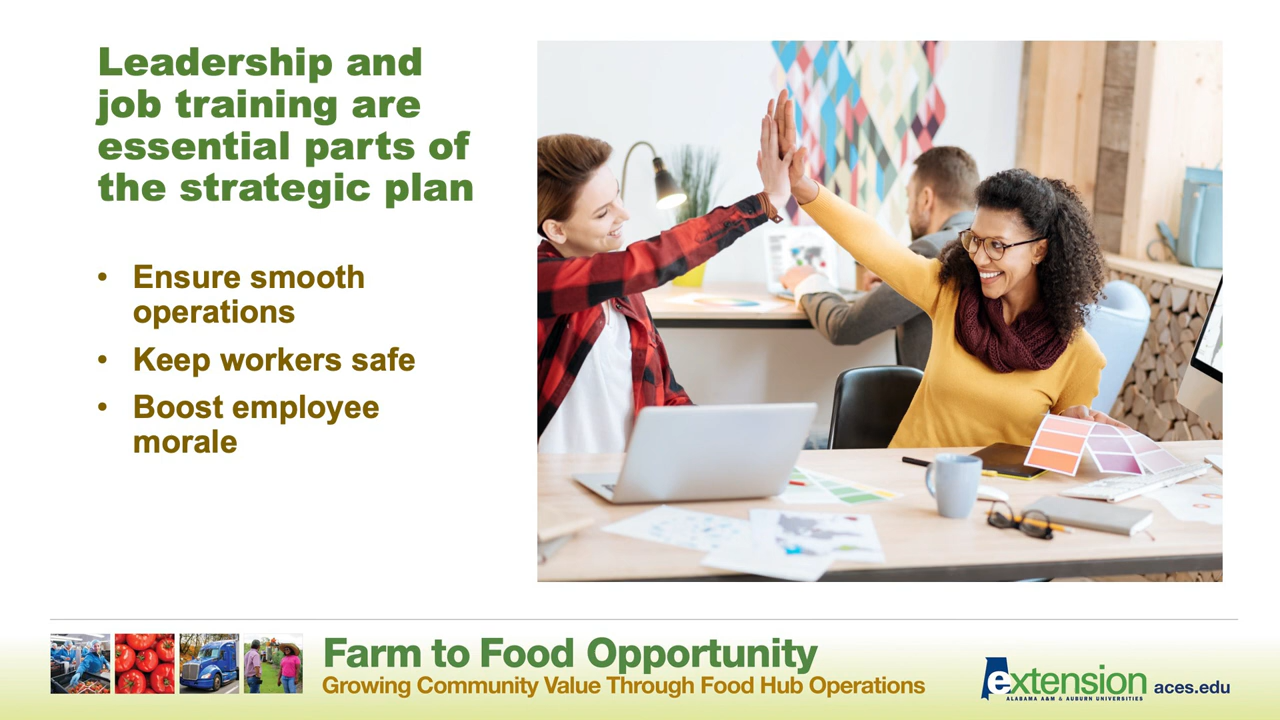 Leadership and
job training are
essential parts of
the strategic plan
• Ensure smooth
operations
• Keep workers safe
• Boost employee
morale
Farm to Food Opportunity
Growing Community Value Through Food Hub Operations
extension
ALABAMA A&M & AUBURN UNIVERSITIES
aces.edu